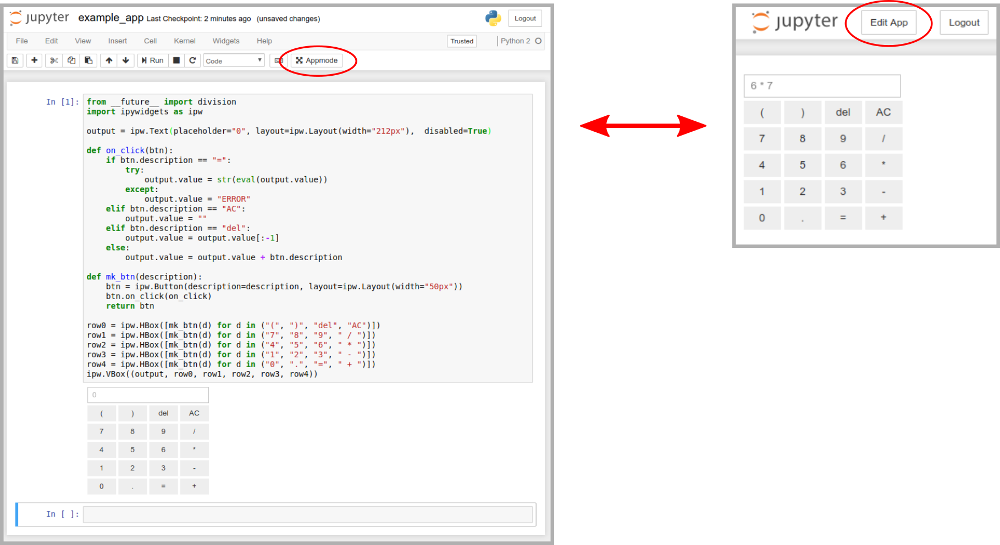 jupyter example_app Last Checkpoint: 2 minutes ago (unsaved changes) Logout
File Edit View Insert Cell Kernel Widgets Help Trusted Python 2
Run Code Appmode
In [1]:
from __future__ import division
import ipywidgets as ipw
output = ipw.Text(placeholder="0", layout=ipw.Layout(width="212px"),  disabled=True)
def on_click(btn):
    if btn.description == "=":
        try:
            output.value = str(eval(output.value))
        except:
            output.value = "ERROR"
    elif btn.description == "AC":
        output.value = ""
    elif btn.description == "del":
        output.value = output.value[:-1]
    else:
        output.value = output.value + btn.description
def mk_btn(description):
    btn = ipw.Button(description=description, layout=ipw.Layout(width="50px"))
    btn.on_click(on_click)
    return btn
row0 = ipw.HBox([mk_btn(d) for d in ("(", ")", "del", "AC")])
row1 = ipw.HBox([mk_btn(d) for d in ("7", "8", "9", " / ")])
row2 = ipw.HBox([mk_btn(d) for d in ("4", "5", "6", " * ")])
row3 = ipw.HBox([mk_btn(d) for d in ("1", "2", "3", " - ")])
row4 = ipw.HBox([mk_btn(d) for d in ("0", ".", "=", " + ")])
ipw.VBox((output, row0, row1, row2, row3, row4))
0
( ) del AC
7 8 9 /
4 5 6 *
1 2 3 -
0 . = +
In [ ]:
jupyter Edit App Logout
6 * 7
( ) del AC
7 8 9 /
4 5 6 *
1 2 3 -
0 . = +